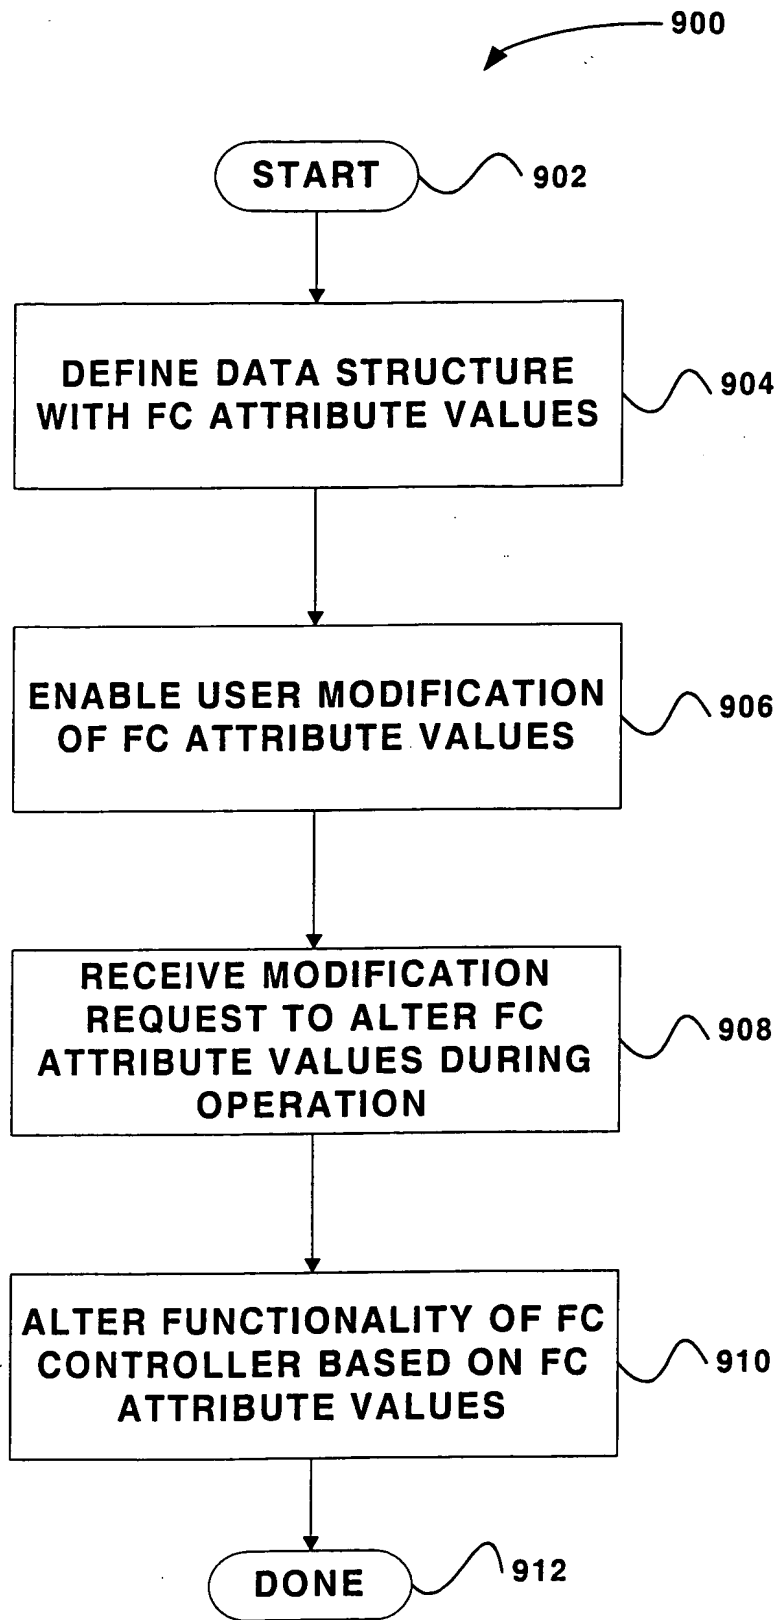 900
START
902
DEFINE DATA STRUCTURE
WITH FC ATTRIBUTE VALUES
904
ENABLE USER MODIFICATION
OF FC ATTRIBUTE VALUES
906
RECEIVE MODIFICATION
REQUEST TO ALTER FC
ATTRIBUTE VALUES DURING
OPERATION
908
ALTER FUNCTIONALITY OF FC
CONTROLLER BASED ON FC
ATTRIBUTE VALUES
910
DONE
912